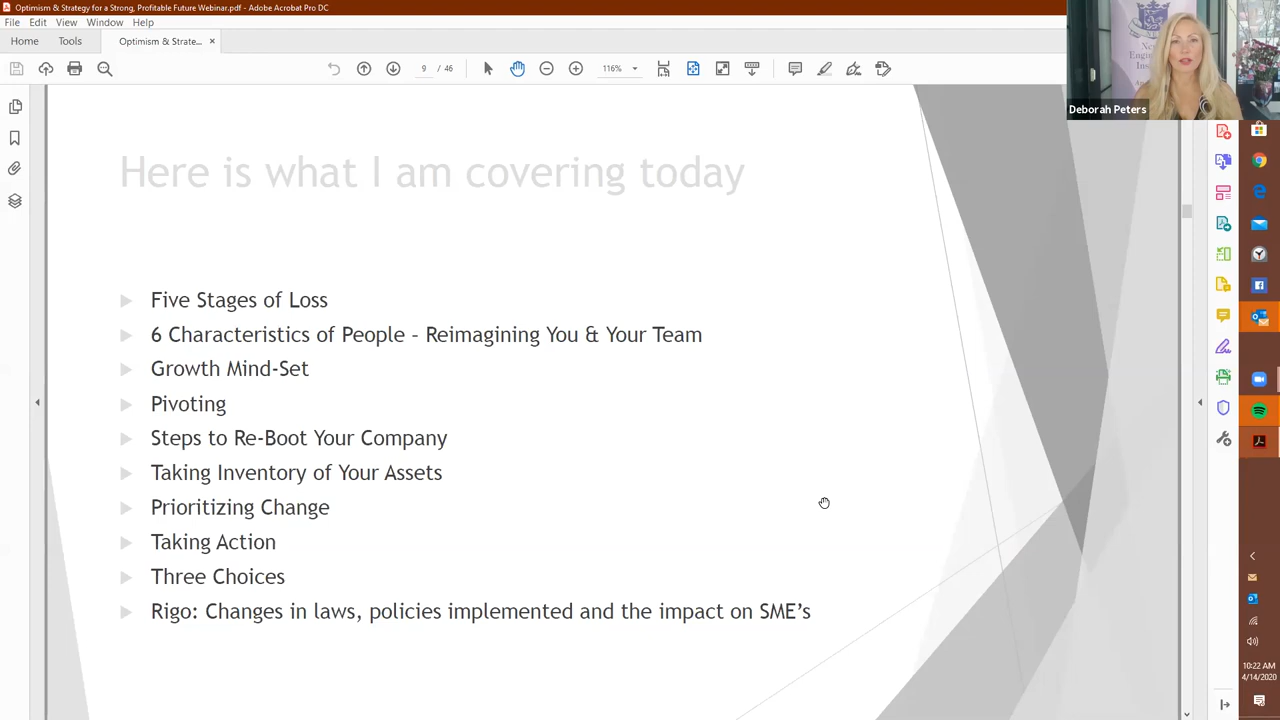 Optimism & Strategy for a Strong, Profitable Future Webinar.pdf - Adobe Acrobat Pro DC
File Edit View Window Help
Home Tools Optimism & Strate... ×
9 / 46 116%
Deborah Peters
Here is what I am covering today
Five Stages of Loss
6 Characteristics of People – Reimagining You & Your Team
Growth Mind-Set
Pivoting
Steps to Re-Boot Your Company
Taking Inventory of Your Assets
Prioritizing Change
Taking Action
Three Choices
Rigo: Changes in laws, policies implemented and the impact on SME’s
10:22 AM
4/14/2020